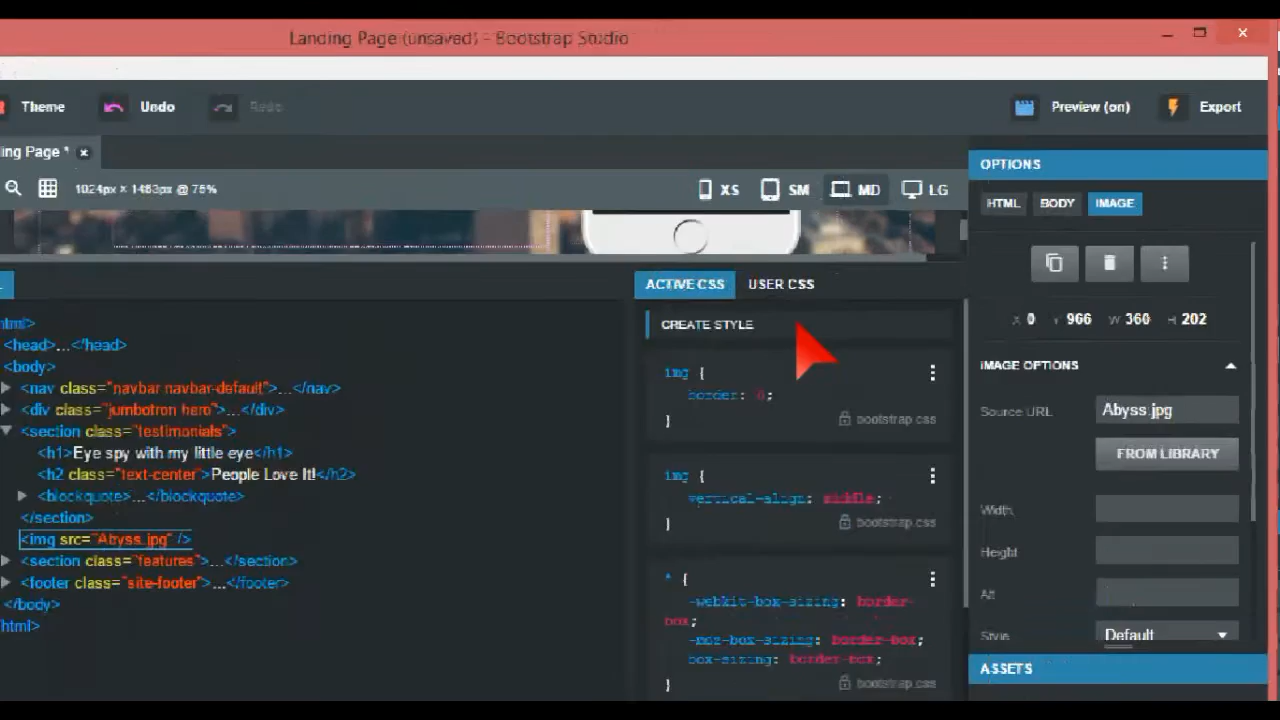 Landing Page (unsaved) - Bootstrap Studio
Theme Undo Redo Preview (on) Export
ing Page * x
1024px × 1483px @ 75% XS SM MD LG
OPTIONS
HTML BODY IMAGE
X 0 Y 966 W 360 H 202
IMAGE OPTIONS
Source URL Abyss.jpg
FROM LIBRARY
Width
Height
Alt
Style Default
ASSETS
html>
<head>...</head>
<body>
<nav class="navbar navbar-default">...</nav>
<div class="jumbotron hero">...</div>
<section class="testimonials">
<h1>Eye spy with my little eye</h1>
<h2 class="text-center">People Love It!</h2>
<blockquote>...</blockquote>
</section>
<img src="Abyss.jpg" />
<section class="features">...</section>
<footer class="site-footer">...</footer>
</body>
html>
ACTIVE CSS USER CSS
CREATE STYLE
img {
border: 0;
} bootstrap.css
img {
vertical-align: middle;
} bootstrap.css
* {
-webkit-box-sizing: border-
box;
-moz-box-sizing: border-box;
box-sizing: border-box;
} bootstrap.css